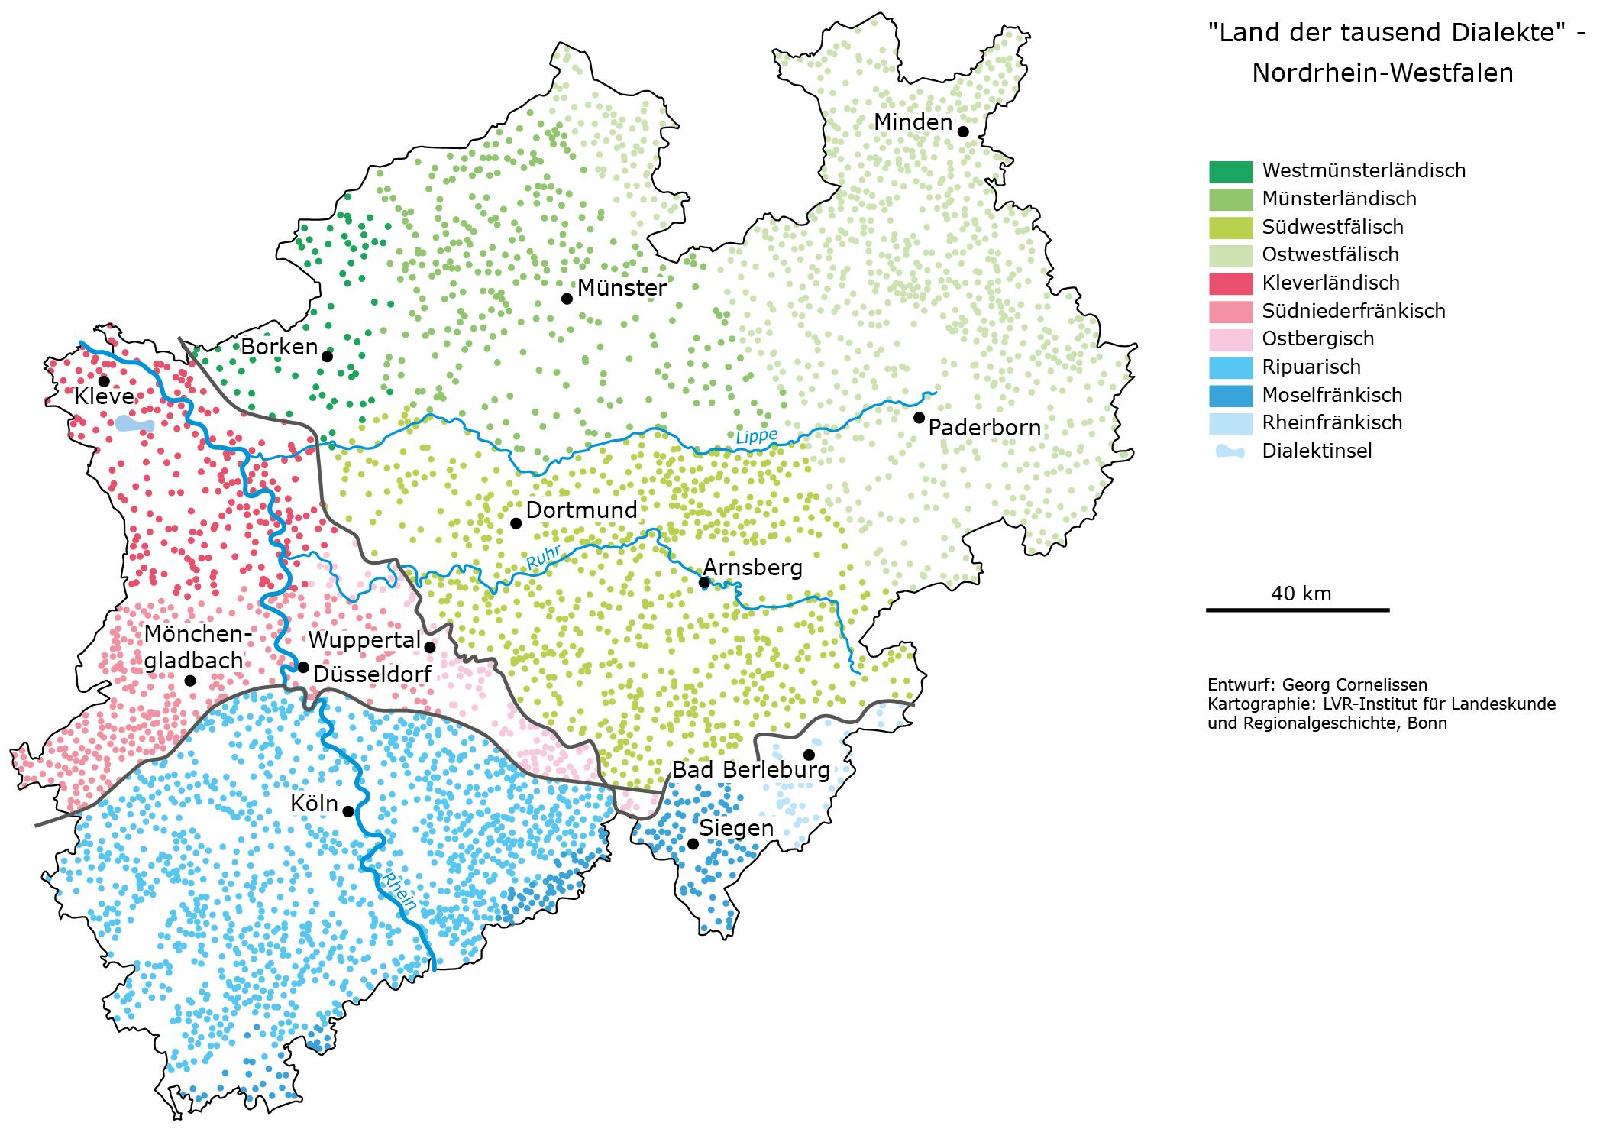 "Land der tausend Dialekte" -
Nordrhein-Westfalen
Minden
Westmünsterländisch
Münsterländisch
Südwestfälisch
Ostwestfälisch
Kleverländisch
Südniederfränkisch
Ostbergisch
Ripuarisch
Moselfränkisch
Rheinfränkisch
Dialektinsel
Münster
Borken
Kleve
Lippe
Paderborn
Dortmund
Ruhr
Arnsberg
40 km
Mönchen-
gladbach
Wuppertal
Düsseldorf
Entwurf: Georg Cornelissen
Kartographie: LVR-Institut für Landeskunde
und Regionalgeschichte, Bonn
Bad Berleburg
Köln
Siegen
Rhein